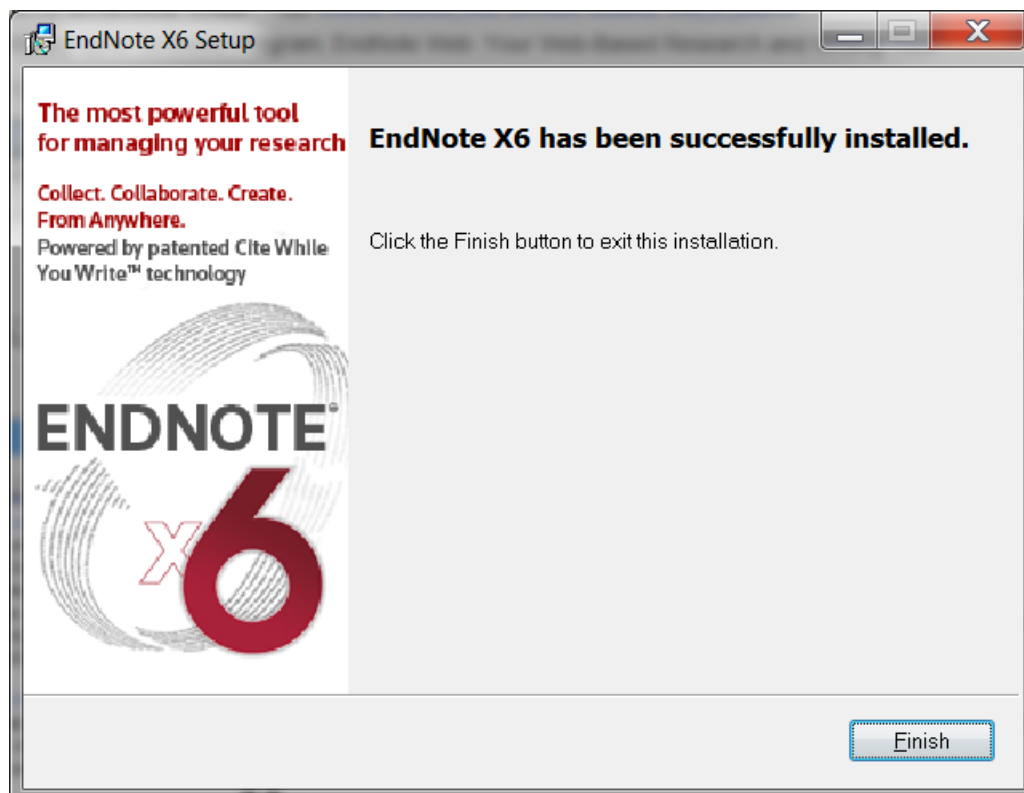 EndNote X6 Setup
The most powerful tool
for managing your research
Collect. Collaborate. Create.
From Anywhere.
Powered by patented Cite While
You Write™ technology
ENDNOTE®
x6
EndNote X6 has been successfully installed.
Click the Finish button to exit this installation.
Finish